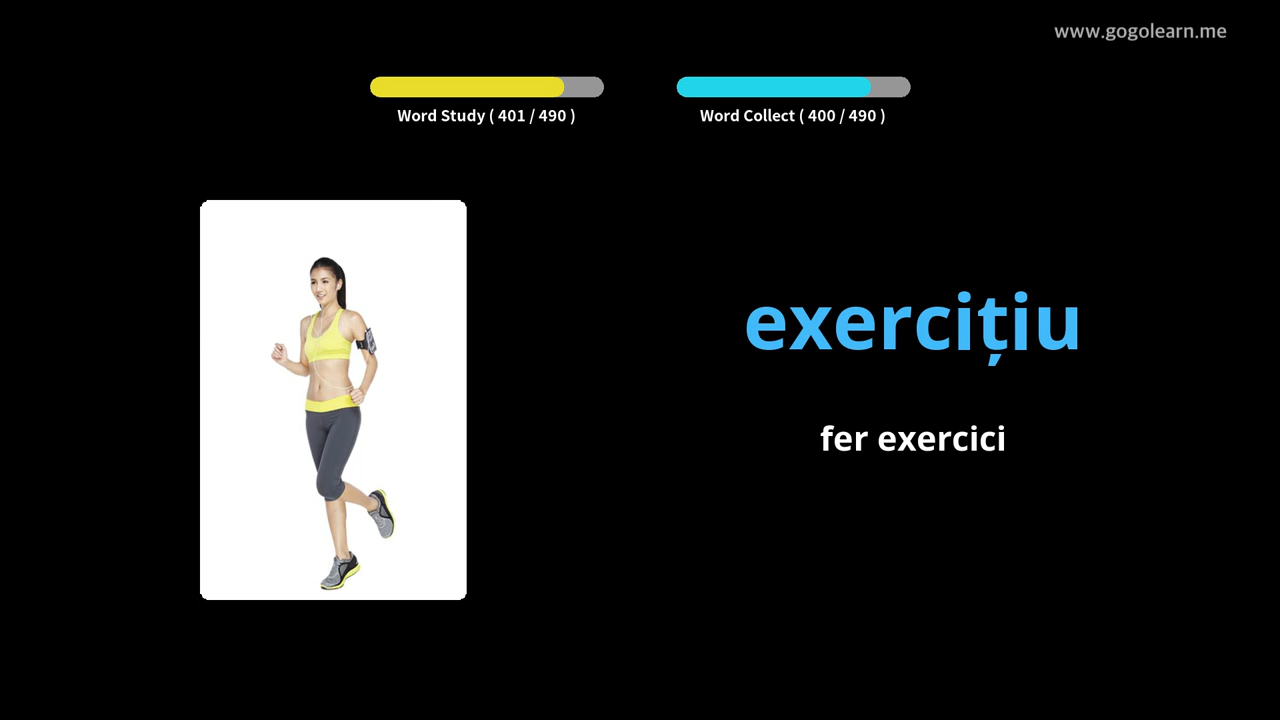 www.gogolearn.me
Word Study ( 401 / 490 )
Word Collect ( 400 / 490 )
exercițiu
fer exercici